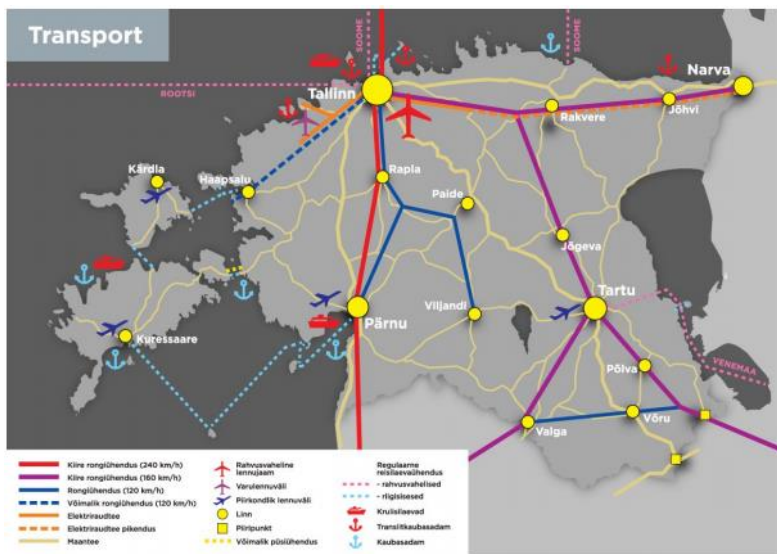 Transport
SOOME
SOOME
ROOTSI
Tallinn
Narva
Rakvere
Jõhvi
Kärdla
Haapsalu
Rapla
Paide
Jõgeva
Tartu
Viljandi
Pärnu
Kuressaare
Põlva
VENEMAA
Valga
Võru
Kiire rongiühendus (240 km/h)
Kiire rongiühendus (160 km/h)
Rongiühendus (120 km/h)
Võimalik rongiühendus (120 km/h)
Elektriraudtee
Elektriraudtee pikendus
Maantee
Rahvusvaheline
lennujaam
Varulennuväli
Piirkondlik lennuväli
Linn
Piiripunkt
Võimalik püsiühendus
Regulaarne
reisilaevaühendus
- rahvusvahelised
- riigisisesed
Kruiisilaevad
Transiitkaubasadam
Kaubasadam